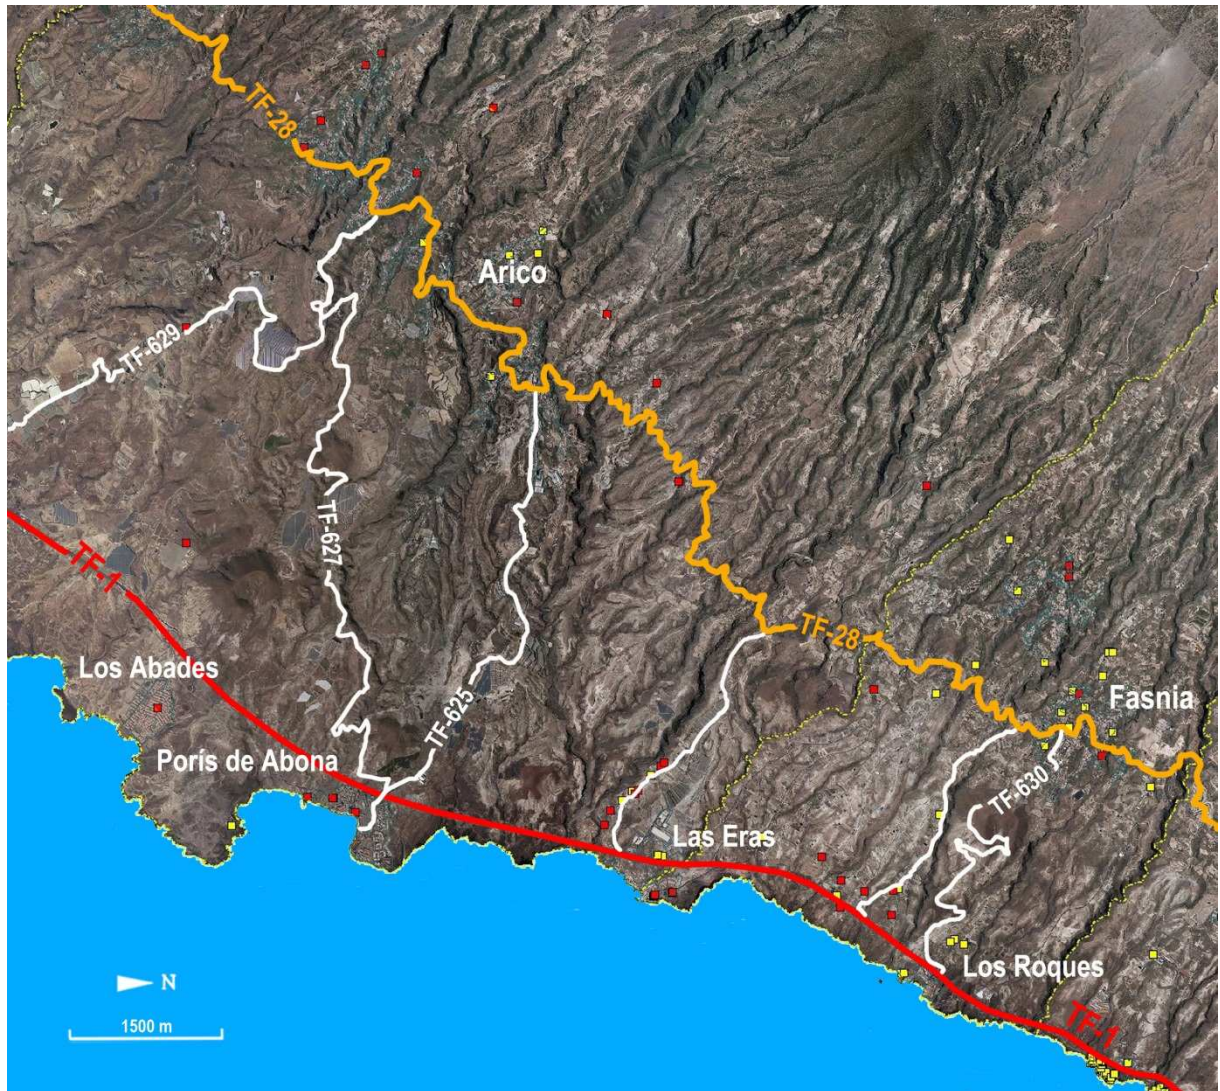 TF-28
Arico
TF-629
TF-627
TF-1
TF-28
Los Abades
TF-625
Fasnia
Porís de Abona
TF-630
Las Eras
Los Roques
N
1500 m
TF-1